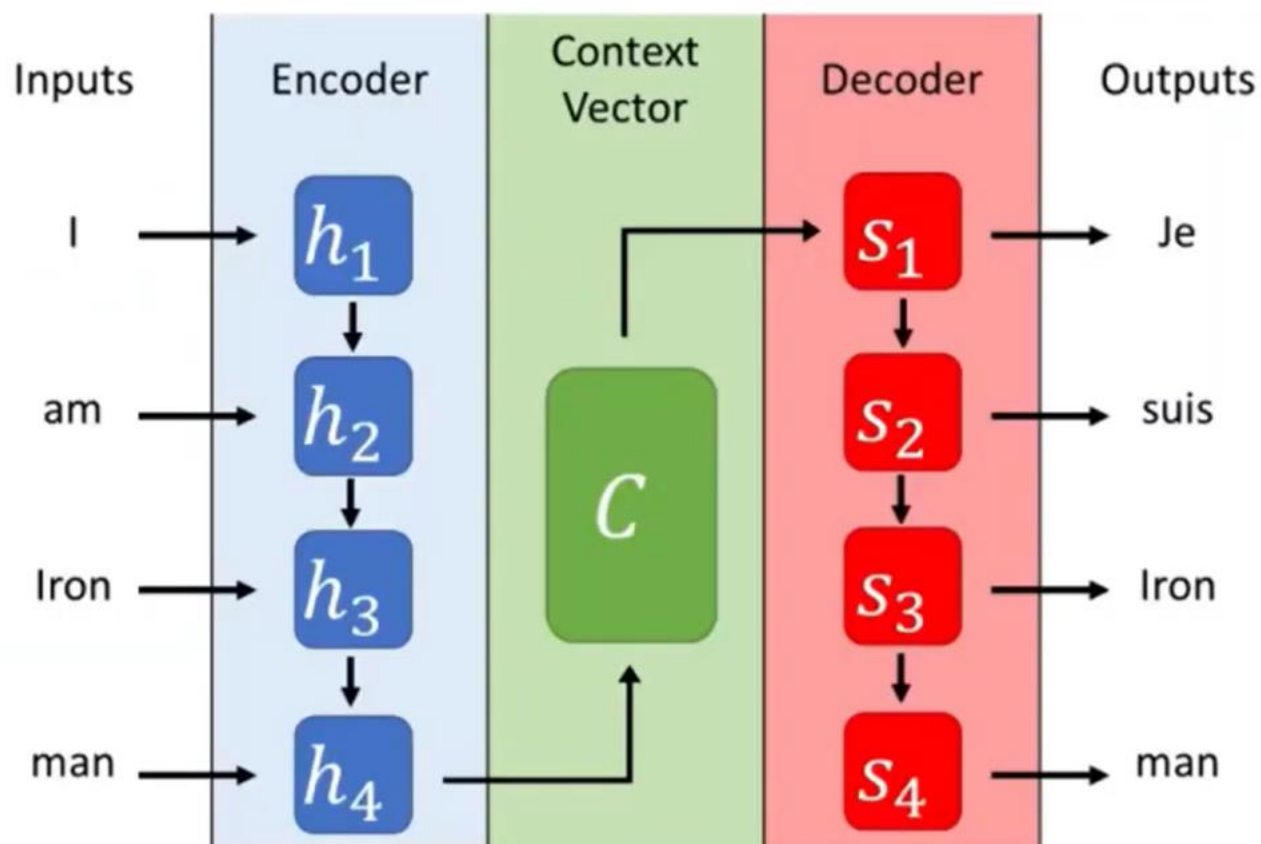 Inputs
Encoder
Context
Vector
Decoder
Outputs
I
h₁
s₁
Je
am
h₂
s₂
suis
C
Iron
h₃
s₃
Iron
man
h₄
s₄
man